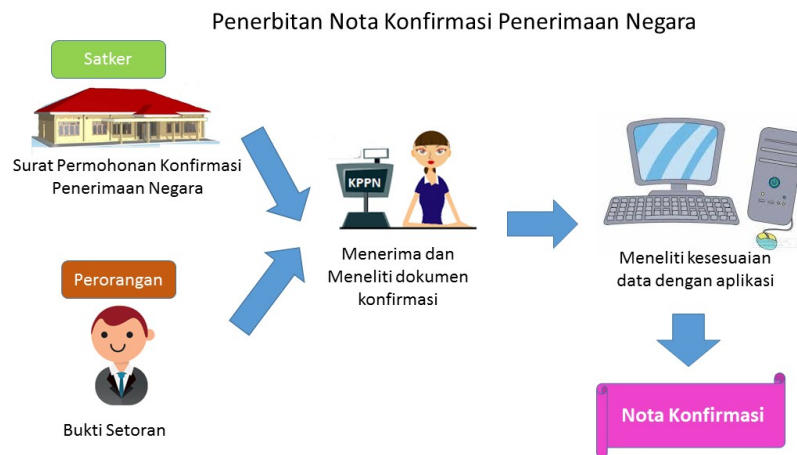 Penerbitan Nota Konfirmasi Penerimaan Negara
Satker
Surat Permohonan Konfirmasi
Penerimaan Negara
Perorangan
Bukti Setoran
KPPN
Menerima dan
Meneliti dokumen
konfirmasi
Meneliti kesesuaian
data dengan aplikasi
Nota Konfirmasi